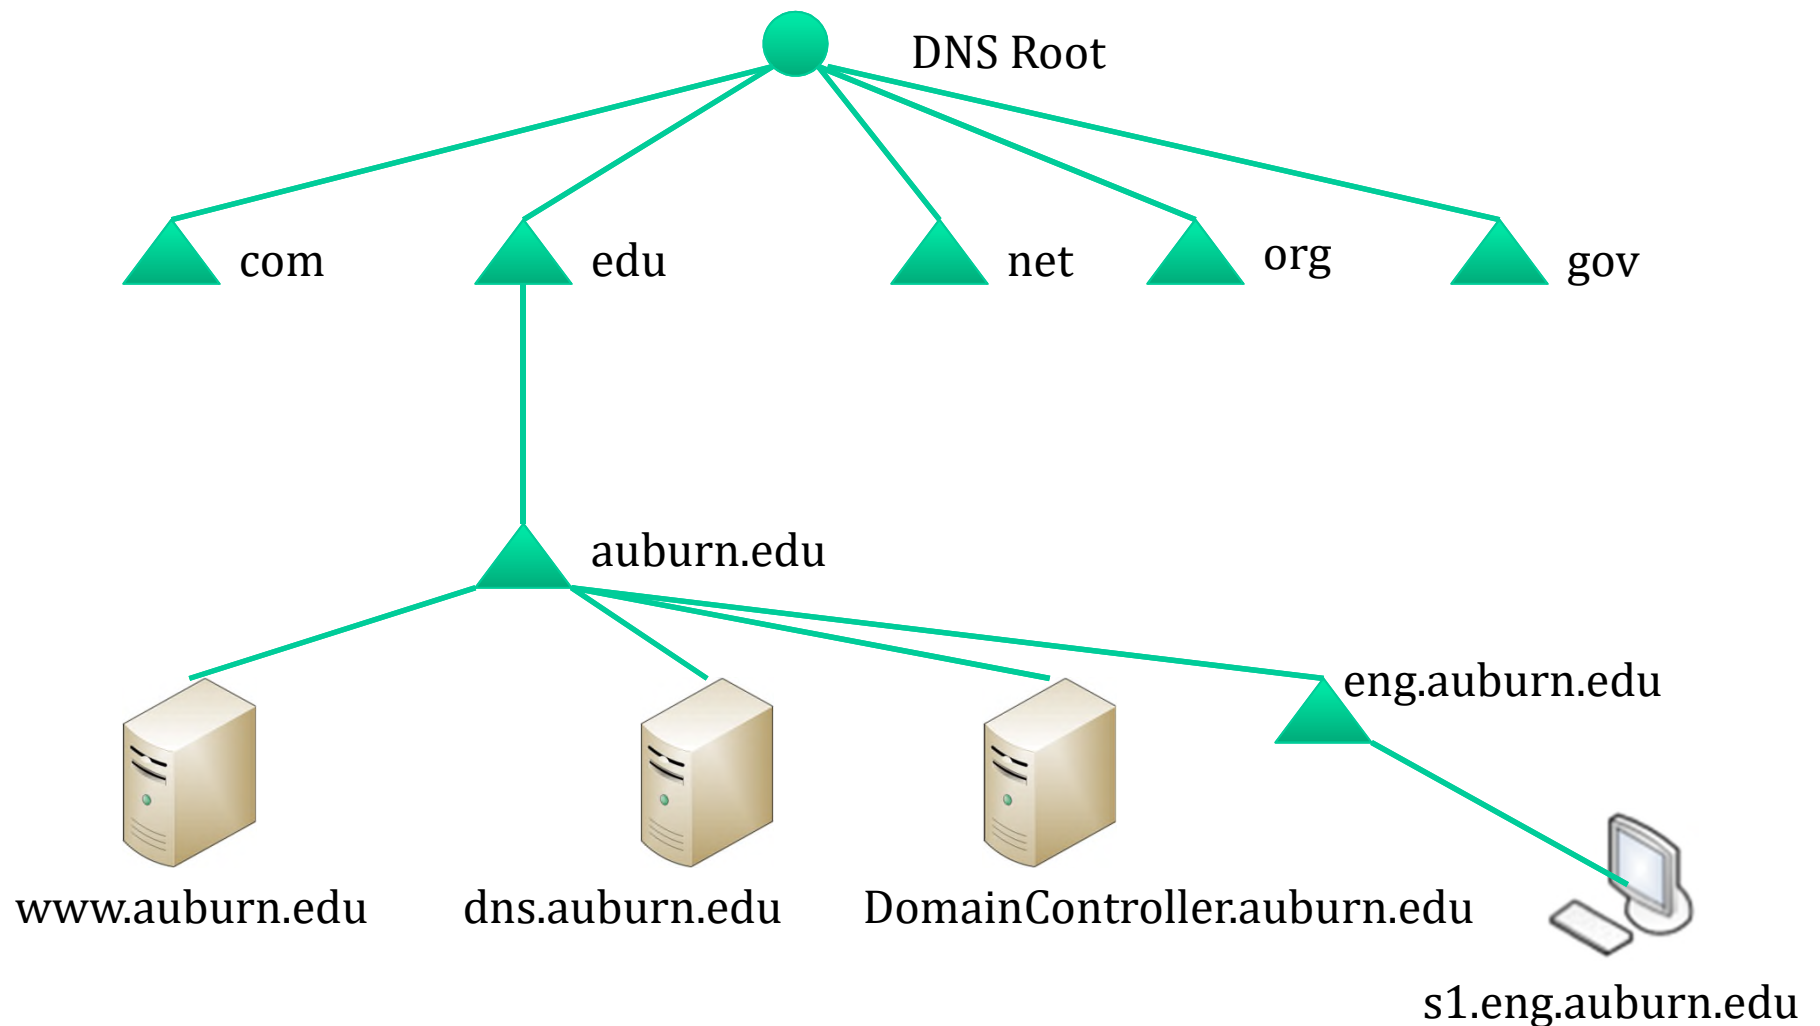 DNS Root
com
edu
net
org
gov
auburn.edu
eng.auburn.edu
www.auburn.edu
dns.auburn.edu
DomainController.auburn.edu
s1.eng.auburn.edu